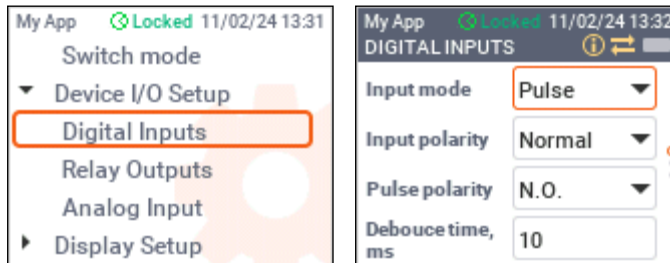 My App Locked 11/02/24 13:31
Switch mode
Device I/O Setup
Digital Inputs
Relay Outputs
Analog Input
Display Setup
My App Locked 11/02/24 13:32
DIGITAL INPUTS
Input mode Pulse
Input polarity Normal
Pulse polarity N.O.
Debouce time,
ms 10